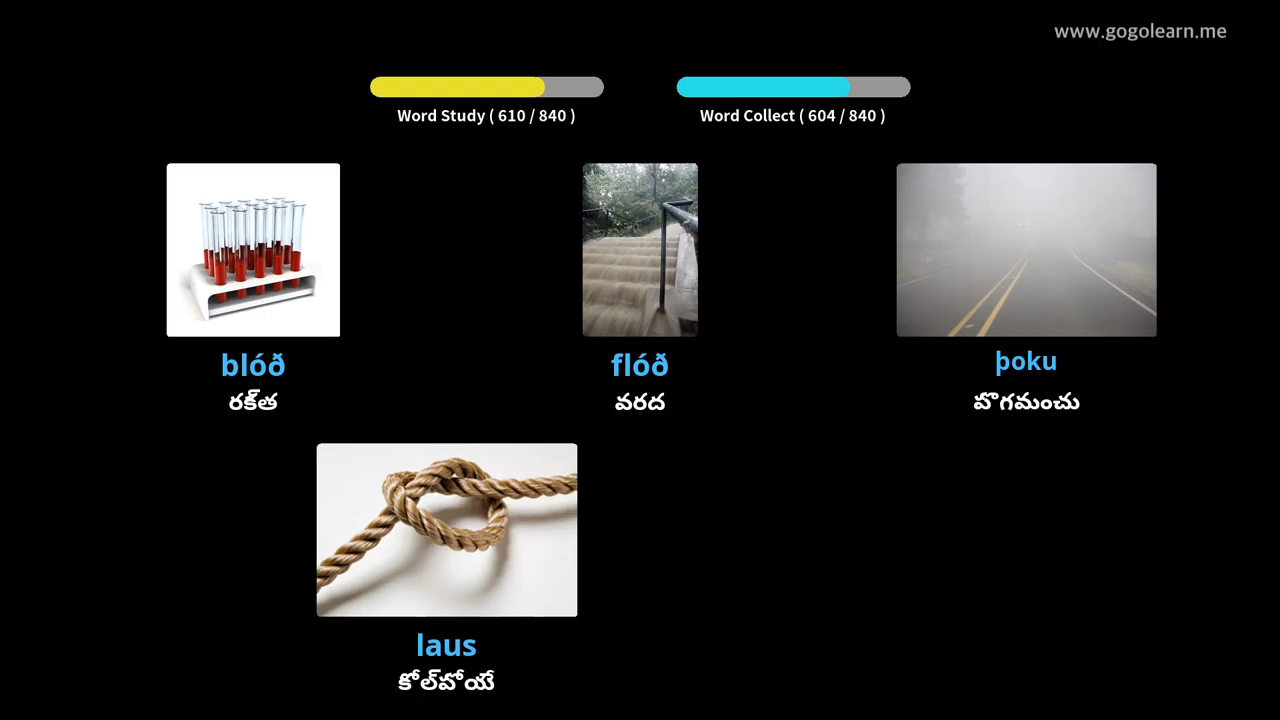 www.gogolearn.me
Word Study ( 610 / 840 )
Word Collect ( 604 / 840 )
blóð
రక్త
flóð
వరద
þoku
పొగమంచు
laus
కోల్పోయే